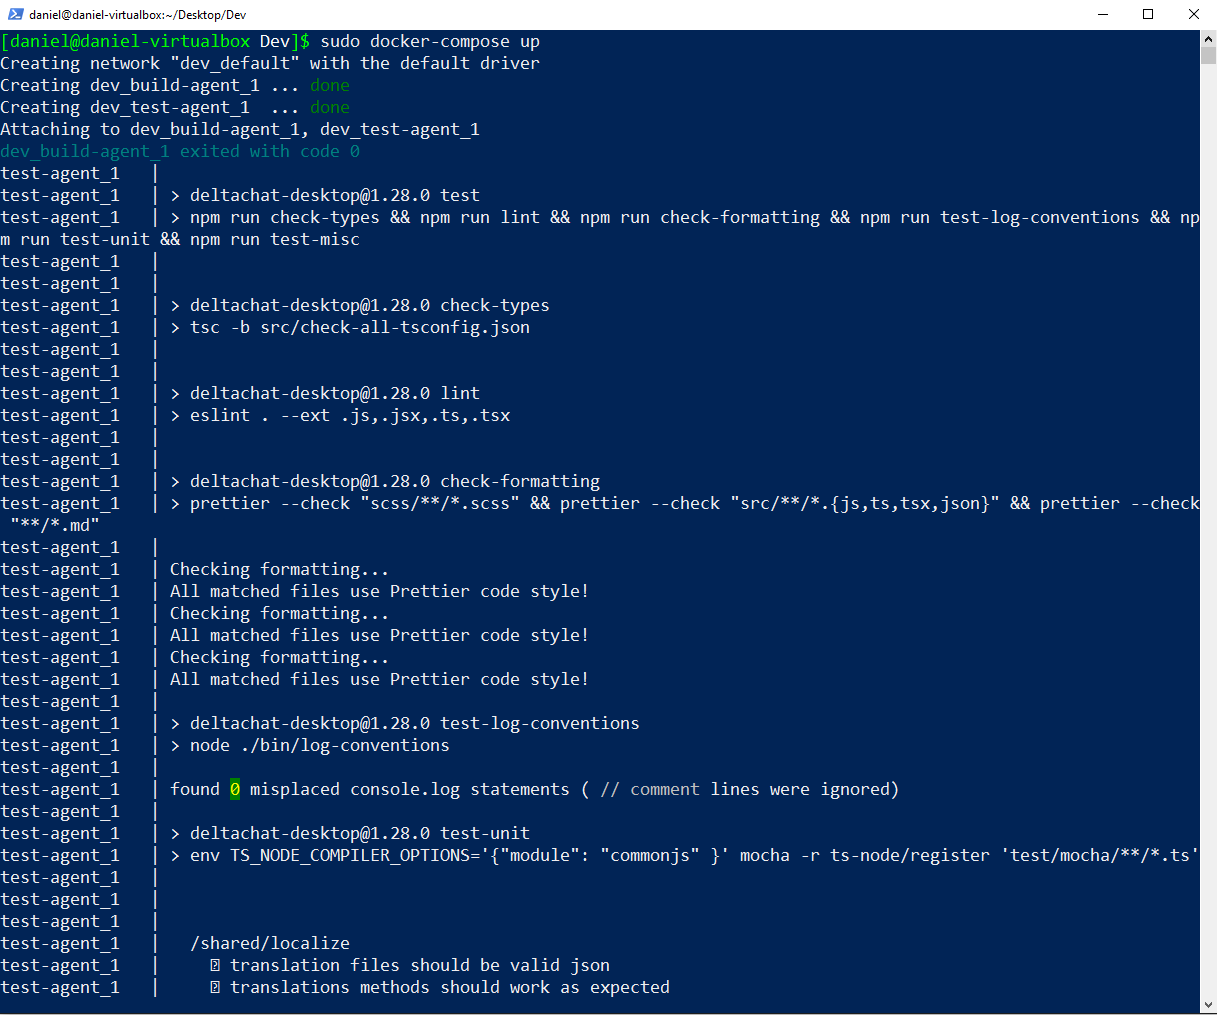 daniel@daniel-virtualbox:~/Desktop/Dev
[daniel@daniel-virtualbox Dev]$ sudo docker-compose up
Creating network "dev_default" with the default driver
Creating dev_build-agent_1 ... done
Creating dev_test-agent_1  ... done
Attaching to dev_build-agent_1, dev_test-agent_1
dev_build-agent_1 exited with code 0
test-agent_1   |
test-agent_1   | > deltachat-desktop@1.28.0 test
test-agent_1   | > npm run check-types && npm run lint && npm run check-formatting && npm run test-log-conventions && np
m run test-unit && npm run test-misc
test-agent_1   |
test-agent_1   |
test-agent_1   | > deltachat-desktop@1.28.0 check-types
test-agent_1   | > tsc -b src/check-all-tsconfig.json
test-agent_1   |
test-agent_1   |
test-agent_1   | > deltachat-desktop@1.28.0 lint
test-agent_1   | > eslint . --ext .js,.jsx,.ts,.tsx
test-agent_1   |
test-agent_1   |
test-agent_1   | > deltachat-desktop@1.28.0 check-formatting
test-agent_1   | > prettier --check "scss/**/*.scss" && prettier --check "src/**/*.{js,ts,tsx,json}" && prettier --check
 "**/*.md"
test-agent_1   |
test-agent_1   | Checking formatting...
test-agent_1   | All matched files use Prettier code style!
test-agent_1   | Checking formatting...
test-agent_1   | All matched files use Prettier code style!
test-agent_1   | Checking formatting...
test-agent_1   | All matched files use Prettier code style!
test-agent_1   |
test-agent_1   | > deltachat-desktop@1.28.0 test-log-conventions
test-agent_1   | > node ./bin/log-conventions
test-agent_1   |
test-agent_1   | found 0 misplaced console.log statements ( // comment lines were ignored)
test-agent_1   |
test-agent_1   | > deltachat-desktop@1.28.0 test-unit
test-agent_1   | > env TS_NODE_COMPILER_OPTIONS='{"module": "commonjs" }' mocha -r ts-node/register 'test/mocha/**/*.ts'
test-agent_1   |
test-agent_1   |
test-agent_1   |
test-agent_1   |   /shared/localize
test-agent_1   |     translation files should be valid json
test-agent_1   |     translations methods should work as expected